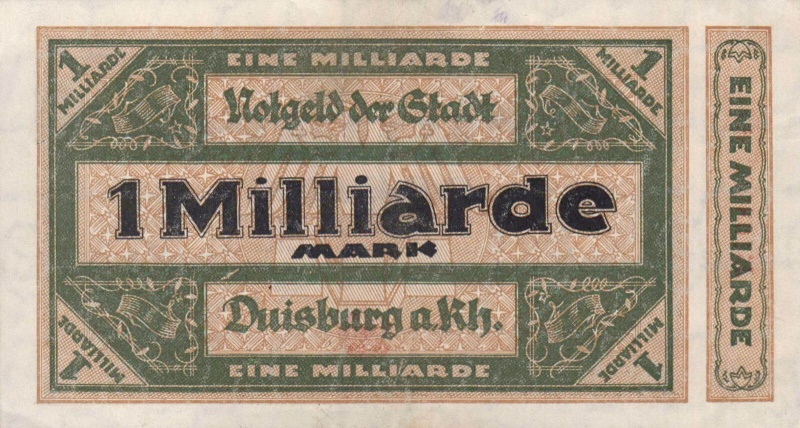 EINE MILLIARDE
1
MILLIARDE
1
MILLIARDE
Notgeld der Stadt
1 Milliarde
MARK
Duisburg a. Rh.
1
MILLIARDE
1
MILLIARDE
EINE MILLIARDE
EINE MILLIARDE